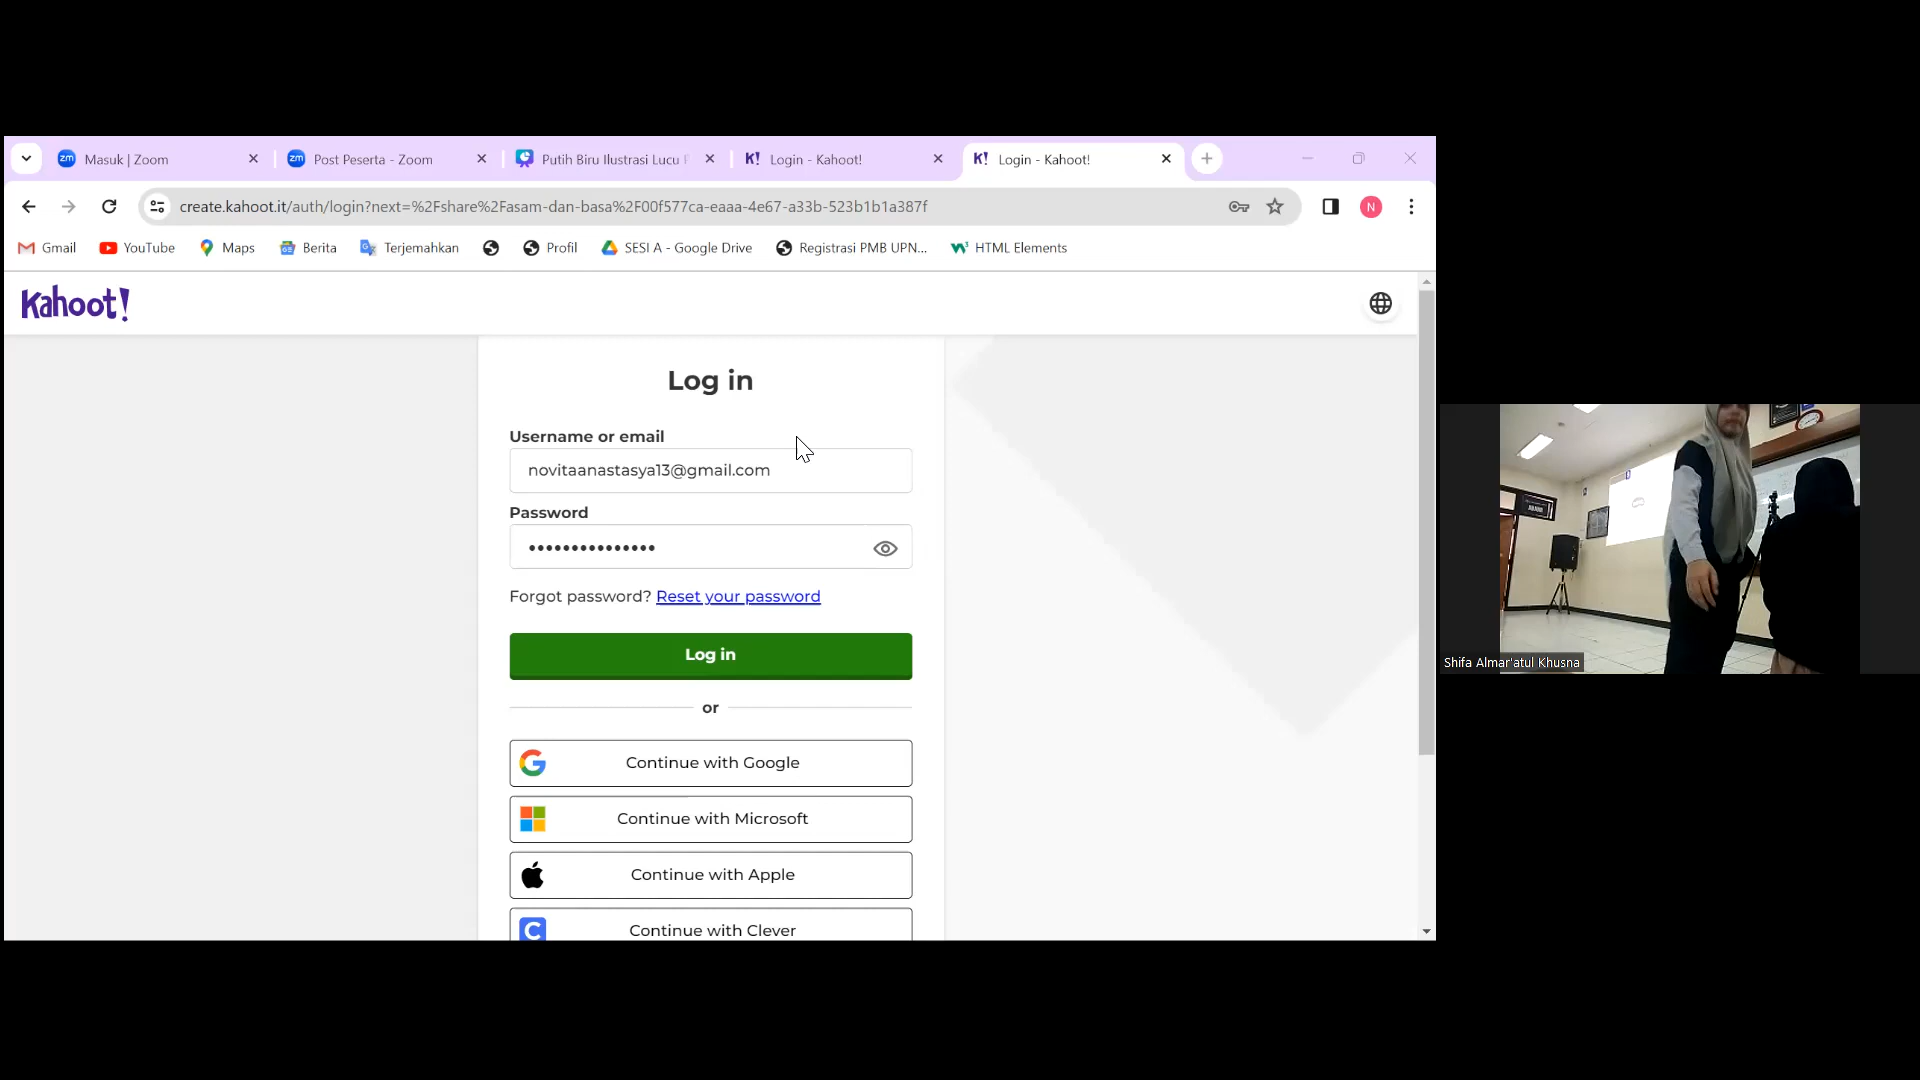 Masuk | Zoom
Post Peserta - Zoom
Putih Biru Ilustrasi Lucu P
K! Login - Kahoot!
K! Login - Kahoot!
create.kahoot.it/auth/login?next=%2Fshare%2Fasam-dan-basa%2F00f577ca-eaaa-4e67-a33b-523b1b1a387f
N
Gmail
YouTube
Maps
Berita
Terjemahkan
Profil
SESI A - Google Drive
Registrasi PMB UPN...
HTML Elements
Kahoot!
Log in
Username or email
novitaanastasya13@gmail.com
Password
Forgot password? Reset your password
Log in
or
Continue with Google
Continue with Microsoft
Continue with Apple
Continue with Clever
Shifa Almar'atul Khusna